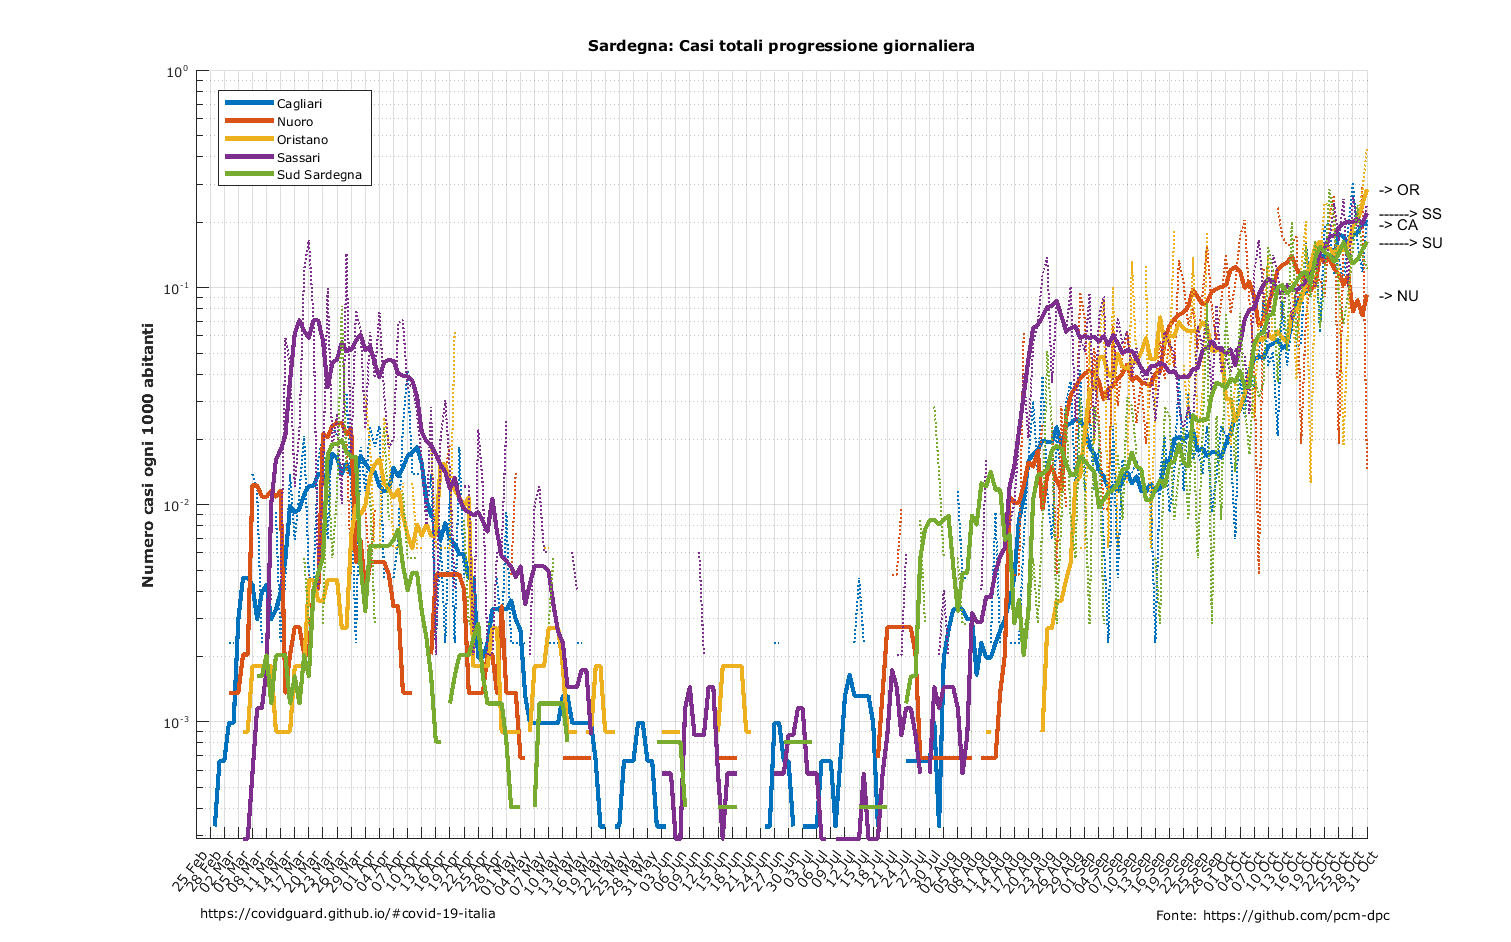 Sardegna: Casi totali progressione giornaliera
Numero casi ogni 1000 abitanti
10⁰
10⁻¹
10⁻²
10⁻³
Cagliari
Nuoro
Oristano
Sassari
Sud Sardegna
-> OR
------> SS
-> CA
------> SU
-> NU
25 Feb
28 Feb
02 Mar
05 Mar
08 Mar
11 Mar
14 Mar
17 Mar
20 Mar
23 Mar
26 Mar
29 Mar
01 Apr
04 Apr
07 Apr
10 Apr
13 Apr
16 Apr
19 Apr
22 Apr
25 Apr
28 Apr
01 May
04 May
07 May
10 May
13 May
16 May
19 May
22 May
25 May
28 May
31 May
03 Jun
06 Jun
09 Jun
12 Jun
15 Jun
18 Jun
21 Jun
24 Jun
27 Jun
30 Jun
03 Jul
06 Jul
09 Jul
12 Jul
15 Jul
18 Jul
21 Jul
24 Jul
27 Jul
30 Jul
02 Aug
05 Aug
08 Aug
11 Aug
14 Aug
17 Aug
20 Aug
23 Aug
26 Aug
29 Aug
01 Sep
04 Sep
07 Sep
10 Sep
13 Sep
16 Sep
19 Sep
22 Sep
25 Sep
28 Sep
01 Oct
04 Oct
07 Oct
10 Oct
13 Oct
16 Oct
19 Oct
22 Oct
25 Oct
28 Oct
31 Oct
https://covidguard.github.io/#covid-19-italia
Fonte: https://github.com/pcm-dpc